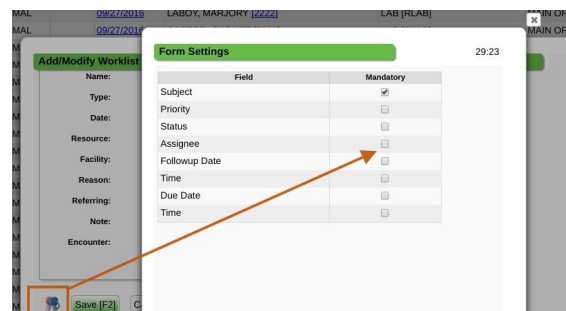 MAL 09/27/2016 LABOY, MARJORY [2222] LAB [RLAB] MAIN OF
MAL 09/27/2016 MAIN OF
Form Settings 29:23
Add/Modify Worklist
Field Mandatory
Name:
Subject
Type:
Priority
Date:
Status
Resource:
Assignee
Facility:
Followup Date
Reason:
Time
Referring:
Due Date
Note:
Time
Encounter:
Save [F2] C